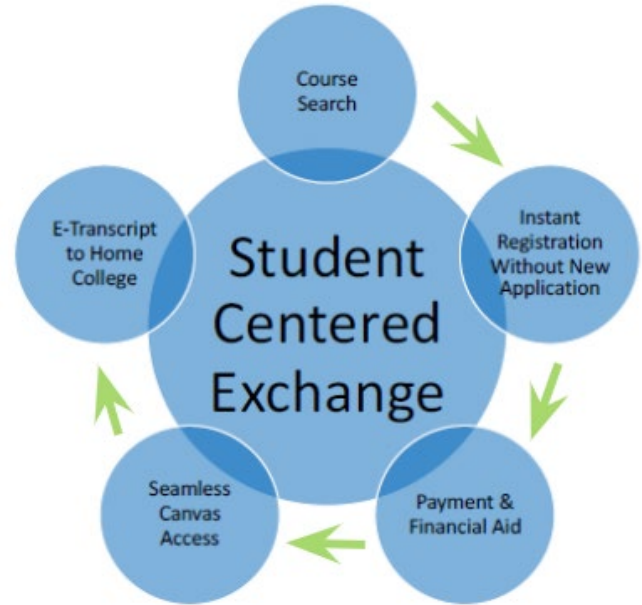 Course
Search
Instant
Registration
Without New
Application
Payment &
Financial Aid
Seamless
Canvas
Access
E-Transcript
to Home
College
Student
Centered
Exchange